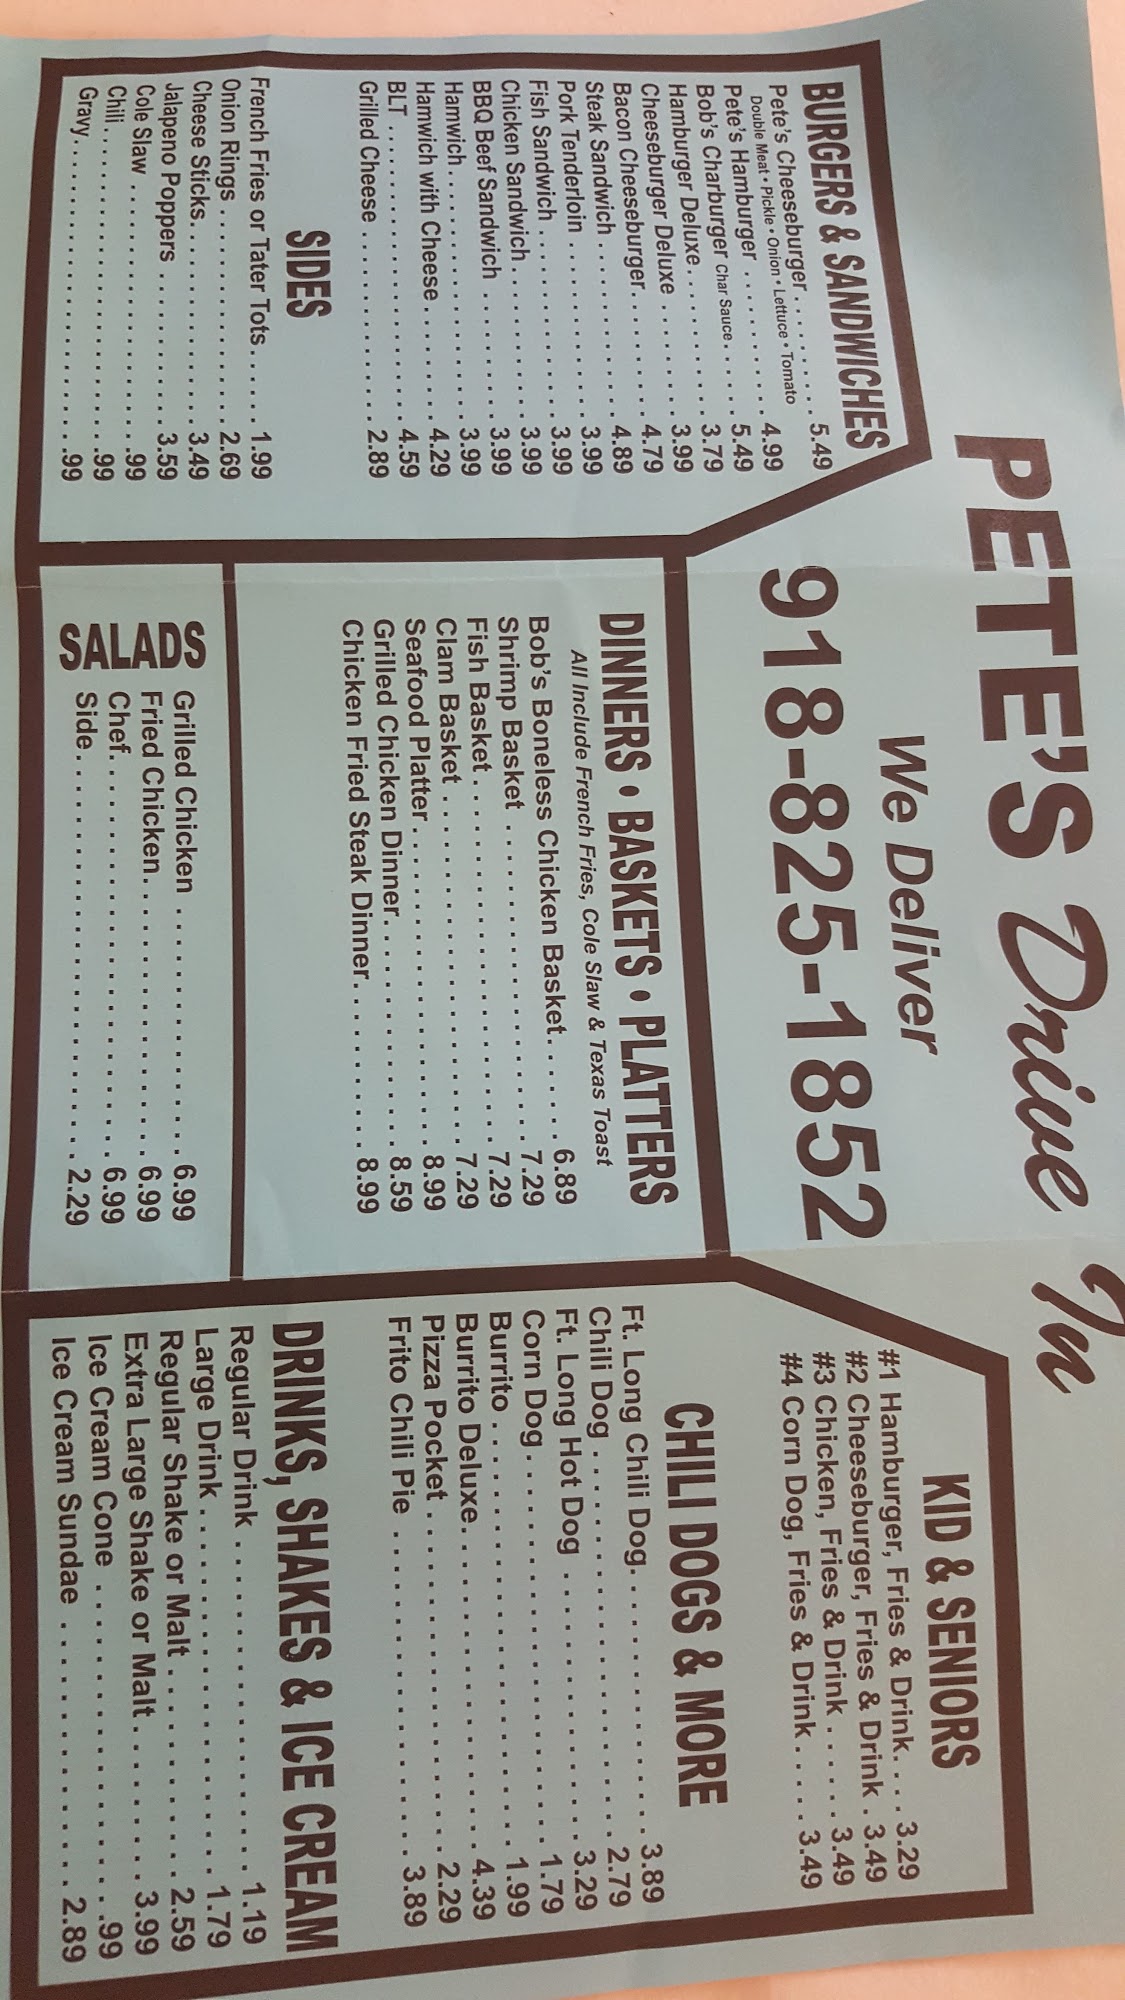 PETE'S Drive In
We Deliver
918-825-1852
BURGERS & SANDWICHES
Pete's Cheeseburger . . . . . . . . . 5.49
Double Meat • Pickle • Onion • Lettuce • Tomato
Pete's Hamburger . . . . . . . . . . . 4.99
Bob's Charburger Char Sauce . . . . . . 5.49
Hamburger Deluxe . . . . . . . . . . . 3.79
Cheeseburger Deluxe . . . . . . . . . 3.99
Bacon Cheeseburger . . . . . . . . . . 4.79
Steak Sandwich . . . . . . . . . . . . . 4.89
Pork Tenderloin . . . . . . . . . . . . . 3.99
Fish Sandwich . . . . . . . . . . . . . . 3.99
Chicken Sandwich . . . . . . . . . . . . 3.99
BBQ Beef Sandwich . . . . . . . . . . 3.99
Hamwich . . . . . . . . . . . . . . . . . 3.99
Hamwich with Cheese . . . . . . . . . 4.29
BLT . . . . . . . . . . . . . . . . . . . . 4.59
Grilled Cheese . . . . . . . . . . . . . 2.89
SIDES
French Fries or Tater Tots . . . . . . 1.99
Onion Rings . . . . . . . . . . . . . . . 2.69
Cheese Sticks . . . . . . . . . . . . . . 3.49
Jalapeno Poppers . . . . . . . . . . . 3.59
Cole Slaw . . . . . . . . . . . . . . . . .99
Chili . . . . . . . . . . . . . . . . . . . . .99
Gravy . . . . . . . . . . . . . . . . . . . .99
DINNERS • BASKETS • PLATTERS
All Include French Fries, Cole Slaw & Texas Toast
Bob's Boneless Chicken Basket . . . . . . 6.89
Shrimp Basket . . . . . . . . . . . . . . . . 7.29
Fish Basket . . . . . . . . . . . . . . . . . . 7.29
Clam Basket . . . . . . . . . . . . . . . . . 7.29
Seafood Platter . . . . . . . . . . . . . . . . 8.99
Grilled Chicken Dinner . . . . . . . . . . . . 8.59
Chicken Fried Steak Dinner . . . . . . . . . 8.99
SALADS
Grilled Chicken . . . . . . . . . . . . . 6.99
Fried Chicken . . . . . . . . . . . . . . 6.99
Chef . . . . . . . . . . . . . . . . . . . . 6.99
Side . . . . . . . . . . . . . . . . . . . . 2.29
KID & SENIORS
#1 Hamburger, Fries & Drink . . . . 3.29
#2 Cheeseburger, Fries & Drink . 3.49
#3 Chicken, Fries & Drink . . . . . . 3.49
#4 Corn Dog, Fries & Drink . . . . . 3.49
CHILI DOGS & MORE
Ft. Long Chili Dog . . . . . . . . . . . . 3.89
Chili Dog . . . . . . . . . . . . . . . . . . 2.79
Ft. Long Hot Dog . . . . . . . . . . . . . 3.29
Corn Dog . . . . . . . . . . . . . . . . . . 1.79
Burrito . . . . . . . . . . . . . . . . . . . 1.99
Burrito Deluxe . . . . . . . . . . . . . . . 4.39
Pizza Pocket . . . . . . . . . . . . . . . . 2.29
Frito Chili Pie . . . . . . . . . . . . . . . 3.89
DRINKS, SHAKES & ICE CREAM
Regular Drink . . . . . . . . . . . . . . . 1.19
Large Drink . . . . . . . . . . . . . . . . 1.79
Regular Shake or Malt . . . . . . . . . . 2.59
Extra Large Shake or Malt . . . . . . . . 3.99
Ice Cream Cone . . . . . . . . . . . . . . .99
Ice Cream Sundae . . . . . . . . . . . . 2.89